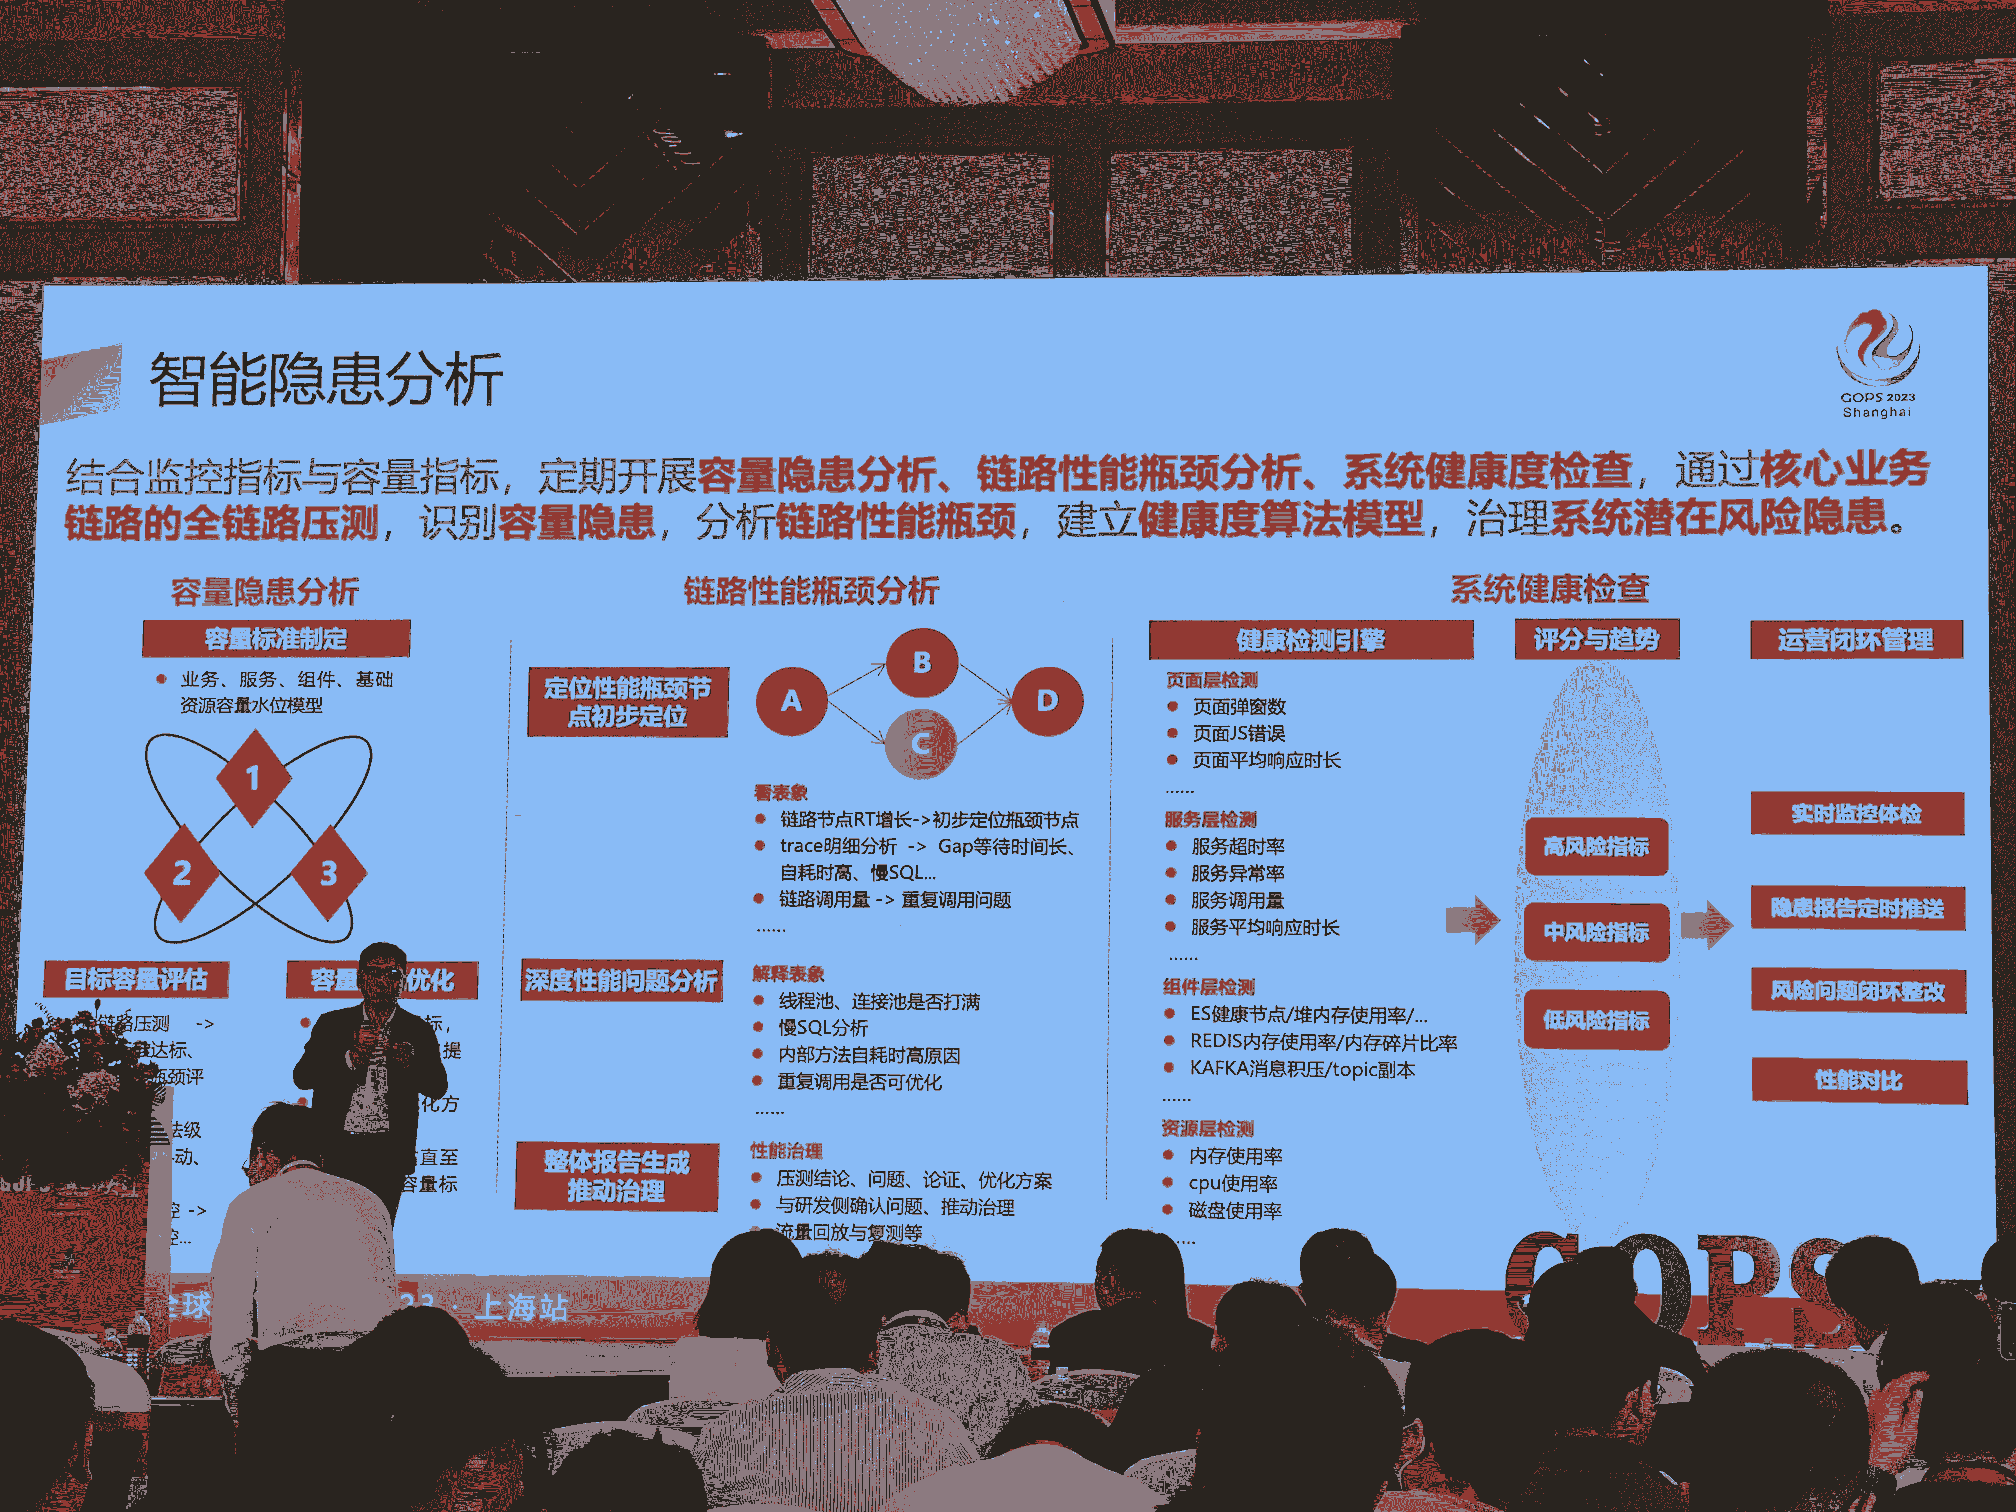 智能隐患分析
GOPS 2023
Shanghai
结合监控指标与容量指标，定期开展容量隐患分析、链路性能瓶颈分析、系统健康度检查，通过核心业务
链路的全链路压测，识别容量隐患，分析链路性能瓶颈，建立健康度算法模型，治理系统潜在风险隐患。
容量隐患分析
容量标准制定
业务、服务、组件、基础
资源容量水位模型
1
2
3
目标容量评估
链路压测 ->
达标、
瓶颈评
法级
动、
控 ->
控...
容量
优化
标，
提
化方
直至
容量标
链路性能瓶颈分析
定位性能瓶颈节
点初步定位
A
B
C
D
看表象
链路节点RT增长->初步定位瓶颈节点
trace明细分析 -> Gap等待时间长、
自耗时高、慢SQL...
链路调用量 -> 重复调用问题
......
深度性能问题分析
解释表象
线程池、连接池是否打满
慢SQL分析
内部方法自耗时高原因
重复调用是否可优化
......
整体报告生成
推动治理
性能治理
压测结论、问题、论证、优化方案
与研发侧确认问题、推动治理
流量回放与复测等
系统健康检查
健康检测引擎
页面层检测
页面弹窗数
页面JS错误
页面平均响应时长
......
服务层检测
服务超时率
服务异常率
服务调用量
服务平均响应时长
......
组件层检测
ES健康节点/堆内存使用率/...
REDIS内存使用率/内存碎片比率
KAFKA消息积压/topic副本
......
资源层检测
内存使用率
cpu使用率
磁盘使用率
......
评分与趋势
高风险指标
中风险指标
低风险指标
运营闭环管理
实时监控体检
隐患报告定时推送
风险问题闭环整改
性能对比
全球
23 · 上海站
GOPS